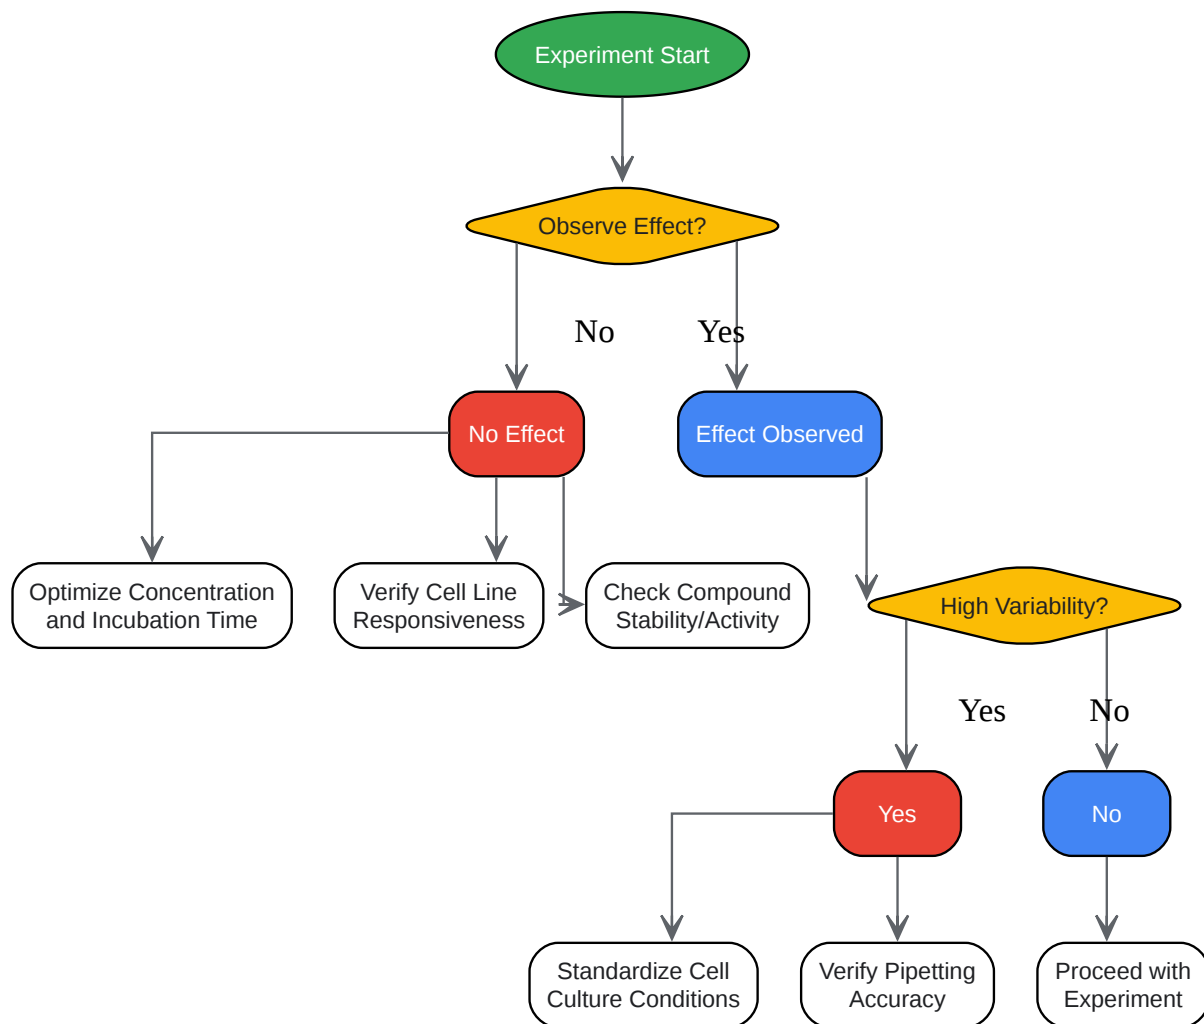 Experiment Start
Observe Effect?
No
Yes
No Effect
Effect Observed
Optimize Concentration
and Incubation Time
Verify Cell Line
Responsiveness
Check Compound
Stability/Activity
High Variability?
Yes
No
Yes
No
Standardize Cell
Culture Conditions
Verify Pipetting
Accuracy
Proceed with
Experiment